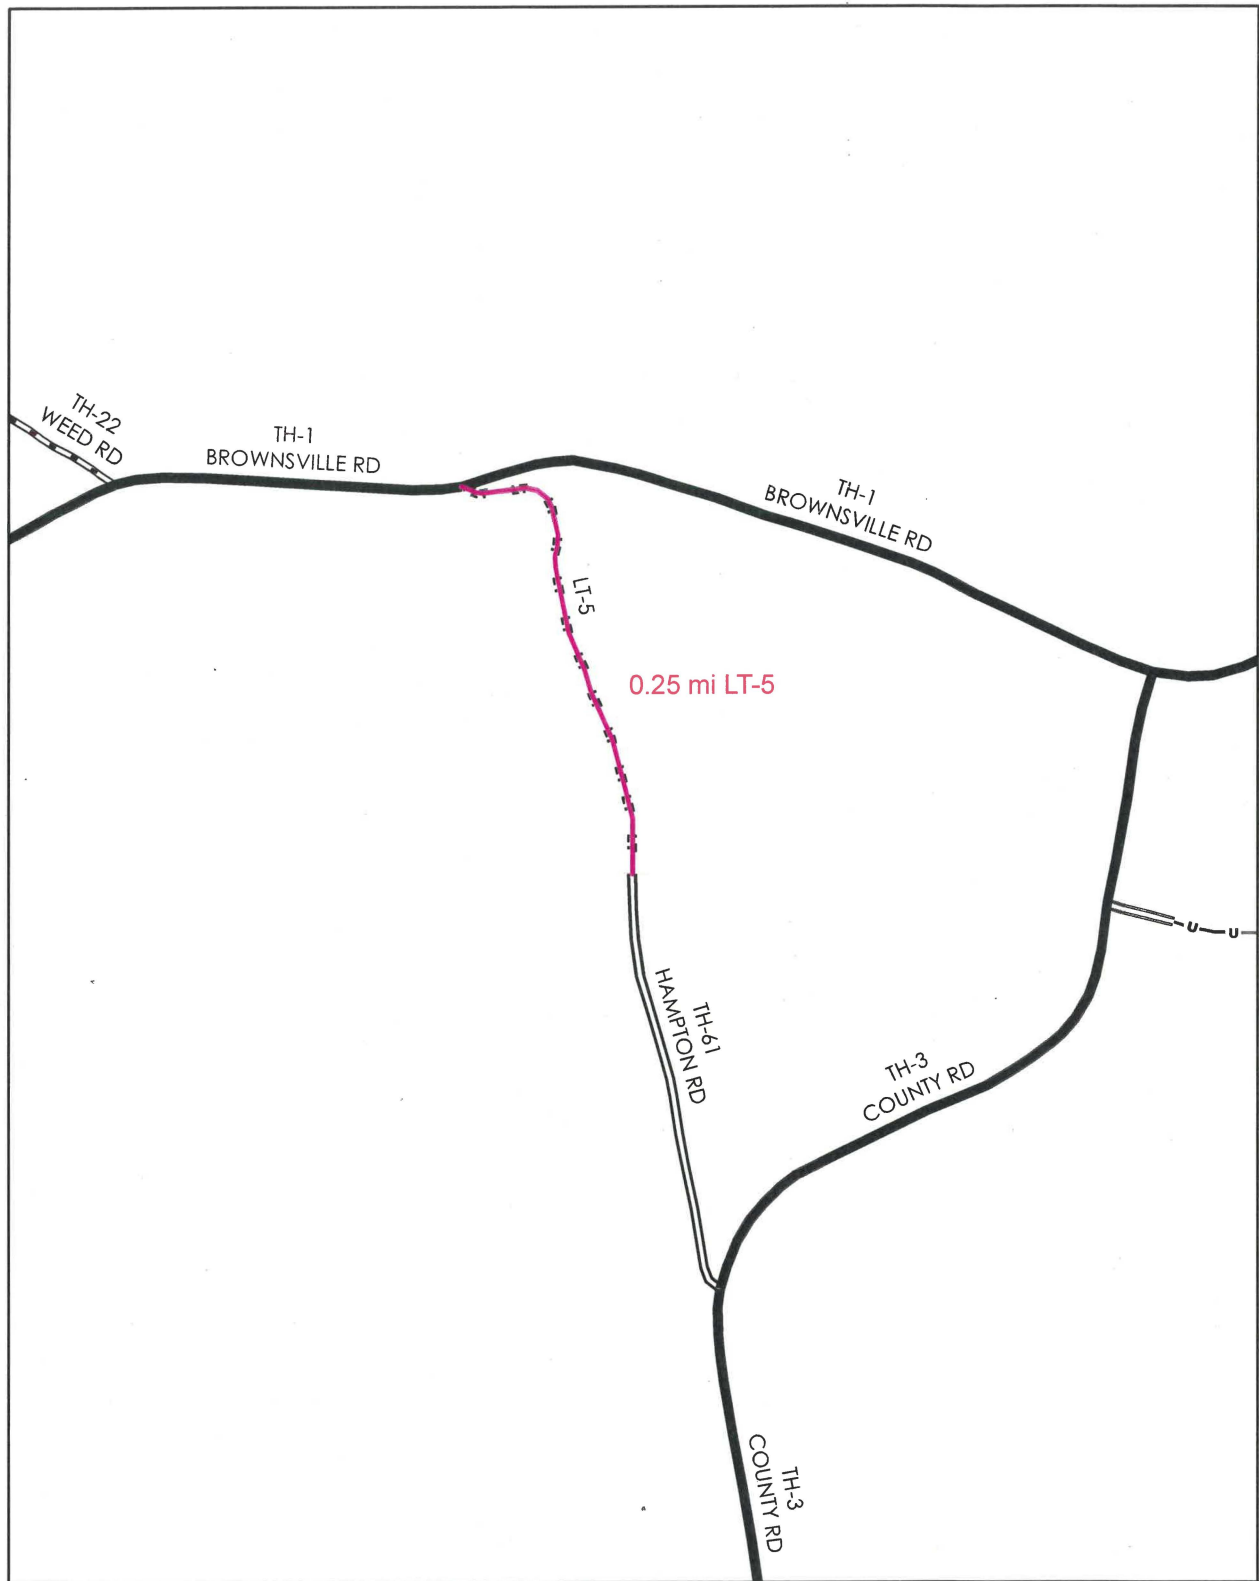 TH-22
WEED RD
TH-1
BROWNSVILLE RD
TH-1
BROWNSVILLE RD
LT-5
0.25 mi LT-5
U U
TH-61
HAMPTON RD
TH-3
COUNTY RD
TH-3
COUNTY RD